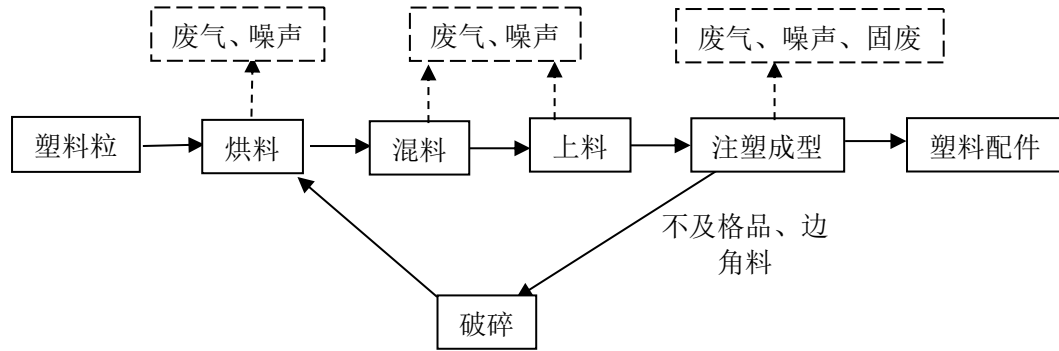 废气、噪声
废气、噪声
废气、噪声、固废
塑料粒
烘料
混料
上料
注塑成型
塑料配件
不及格品、边
角料
破碎